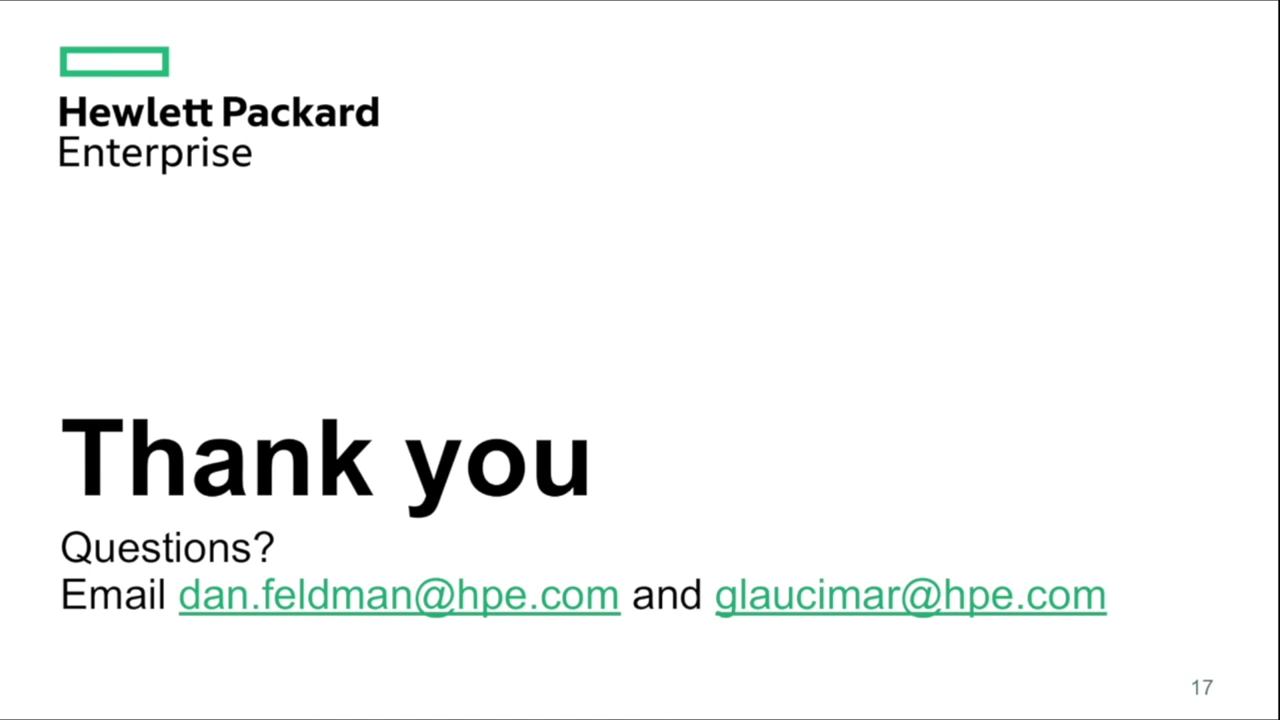 Hewlett Packard
Enterprise
Thank you
Questions?
Email dan.feldman@hpe.com and glaucimar@hpe.com
17